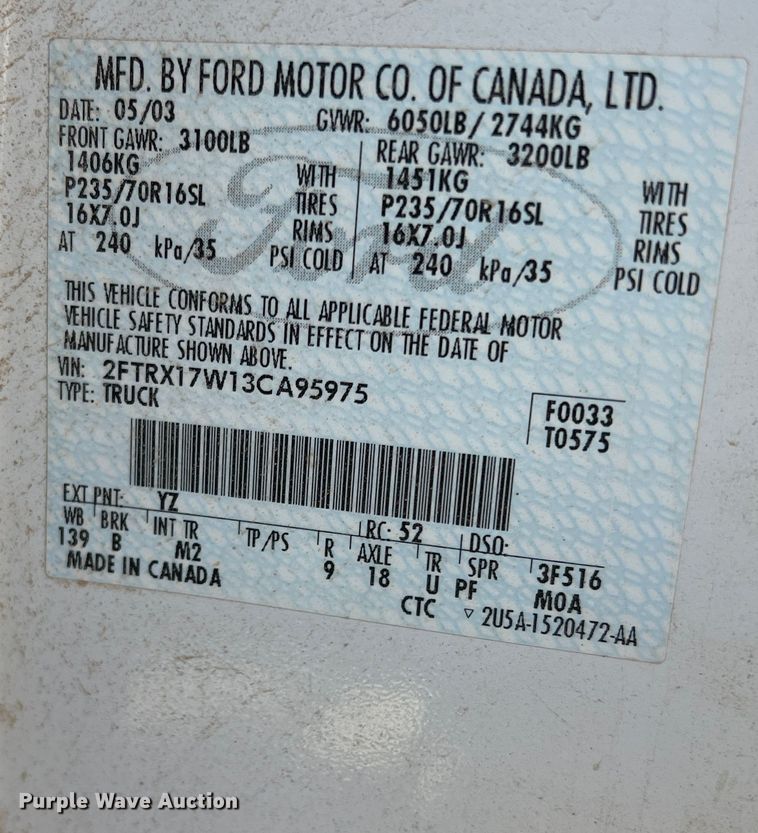 MFD. BY FORD MOTOR CO. OF CANADA, LTD.
DATE: 05/03 GVWR: 6050LB/ 2744KG
FRONT GAWR: 3100LB REAR GAWR: 3200LB
1406KG WITH 1451KG WITH
P235/70R16SL TIRES P235/70R16SL TIRES
16X7.0J RIMS 16X7.0J RIMS
AT 240 kPa/35 PSI COLD AT 240 kPa/35 PSI COLD
Ford
THIS VEHICLE CONFORMS TO ALL APPLICABLE FEDERAL MOTOR
VEHICLE SAFETY STANDARDS IN EFFECT ON THE DATE OF
MANUFACTURE SHOWN ABOVE.
VIN: 2FTRX17W13CA95975
TYPE: TRUCK
F0033
T0575
EXT PNT: YZ RC: 52 DSO:
WB BRK INT TR TP/PS R AXLE TR SPR 3F516
139 B M2 9 18 U PF M0A
MADE IN CANADA CTC ▿ 2U5A-1520472-AA
Purple Wave Auction